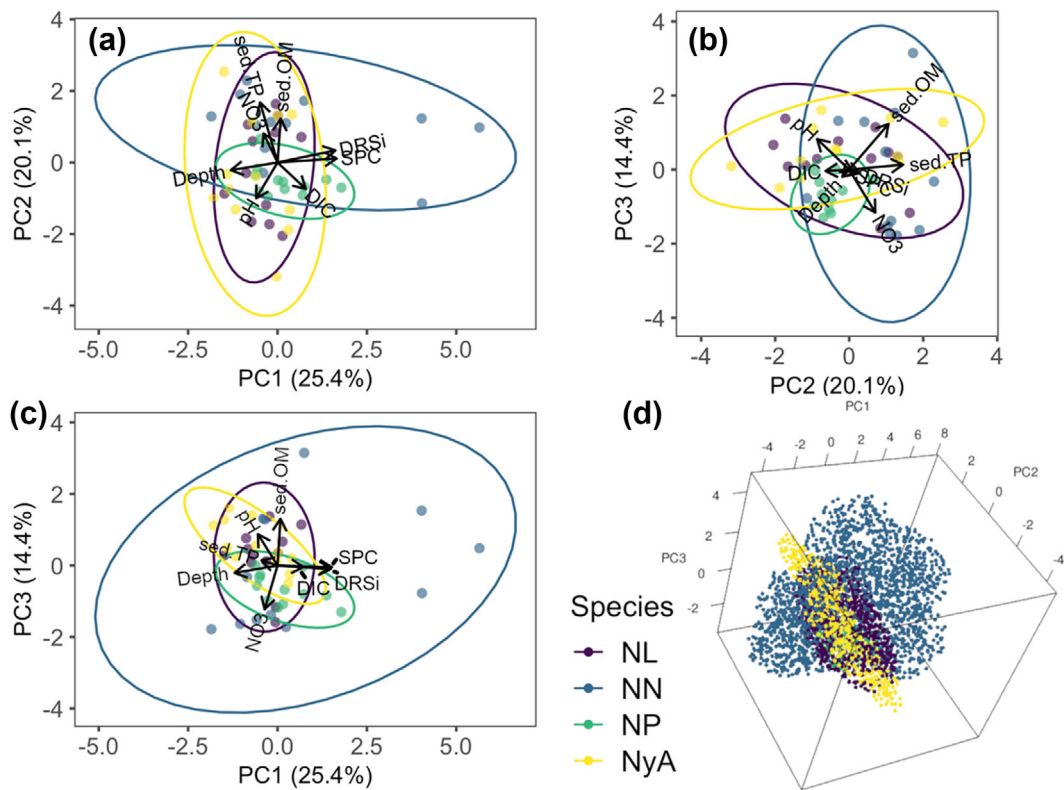 (a)
4
2
0
-2
-4
PC2 (20.1%)
sed.TP
NO3
sed.OM
DRSi
SPC
Depth
pH
DIC
-5.0
-2.5
0.0
2.5
5.0
PC1 (25.4%)
(b)
4
2
0
-2
-4
PC3 (14.4%)
sed.OM
pH
sed.TP
DIC
DRSi
SPC
Depth
NO3
-4
-2
0
2
4
PC2 (20.1%)
(c)
4
2
0
-2
-4
PC3 (14.4%)
sed.OM
pH
sed.TP
SPC
Depth
DIC
DRSi
NO3
-5.0
-2.5
0.0
2.5
5.0
PC1 (25.4%)
(d)
PC1
-4
-2
0
2
4
6
8
PC2
2
0
-2
-4
4
2
PC3
0
-2
Species
NL
NN
NP
NyA